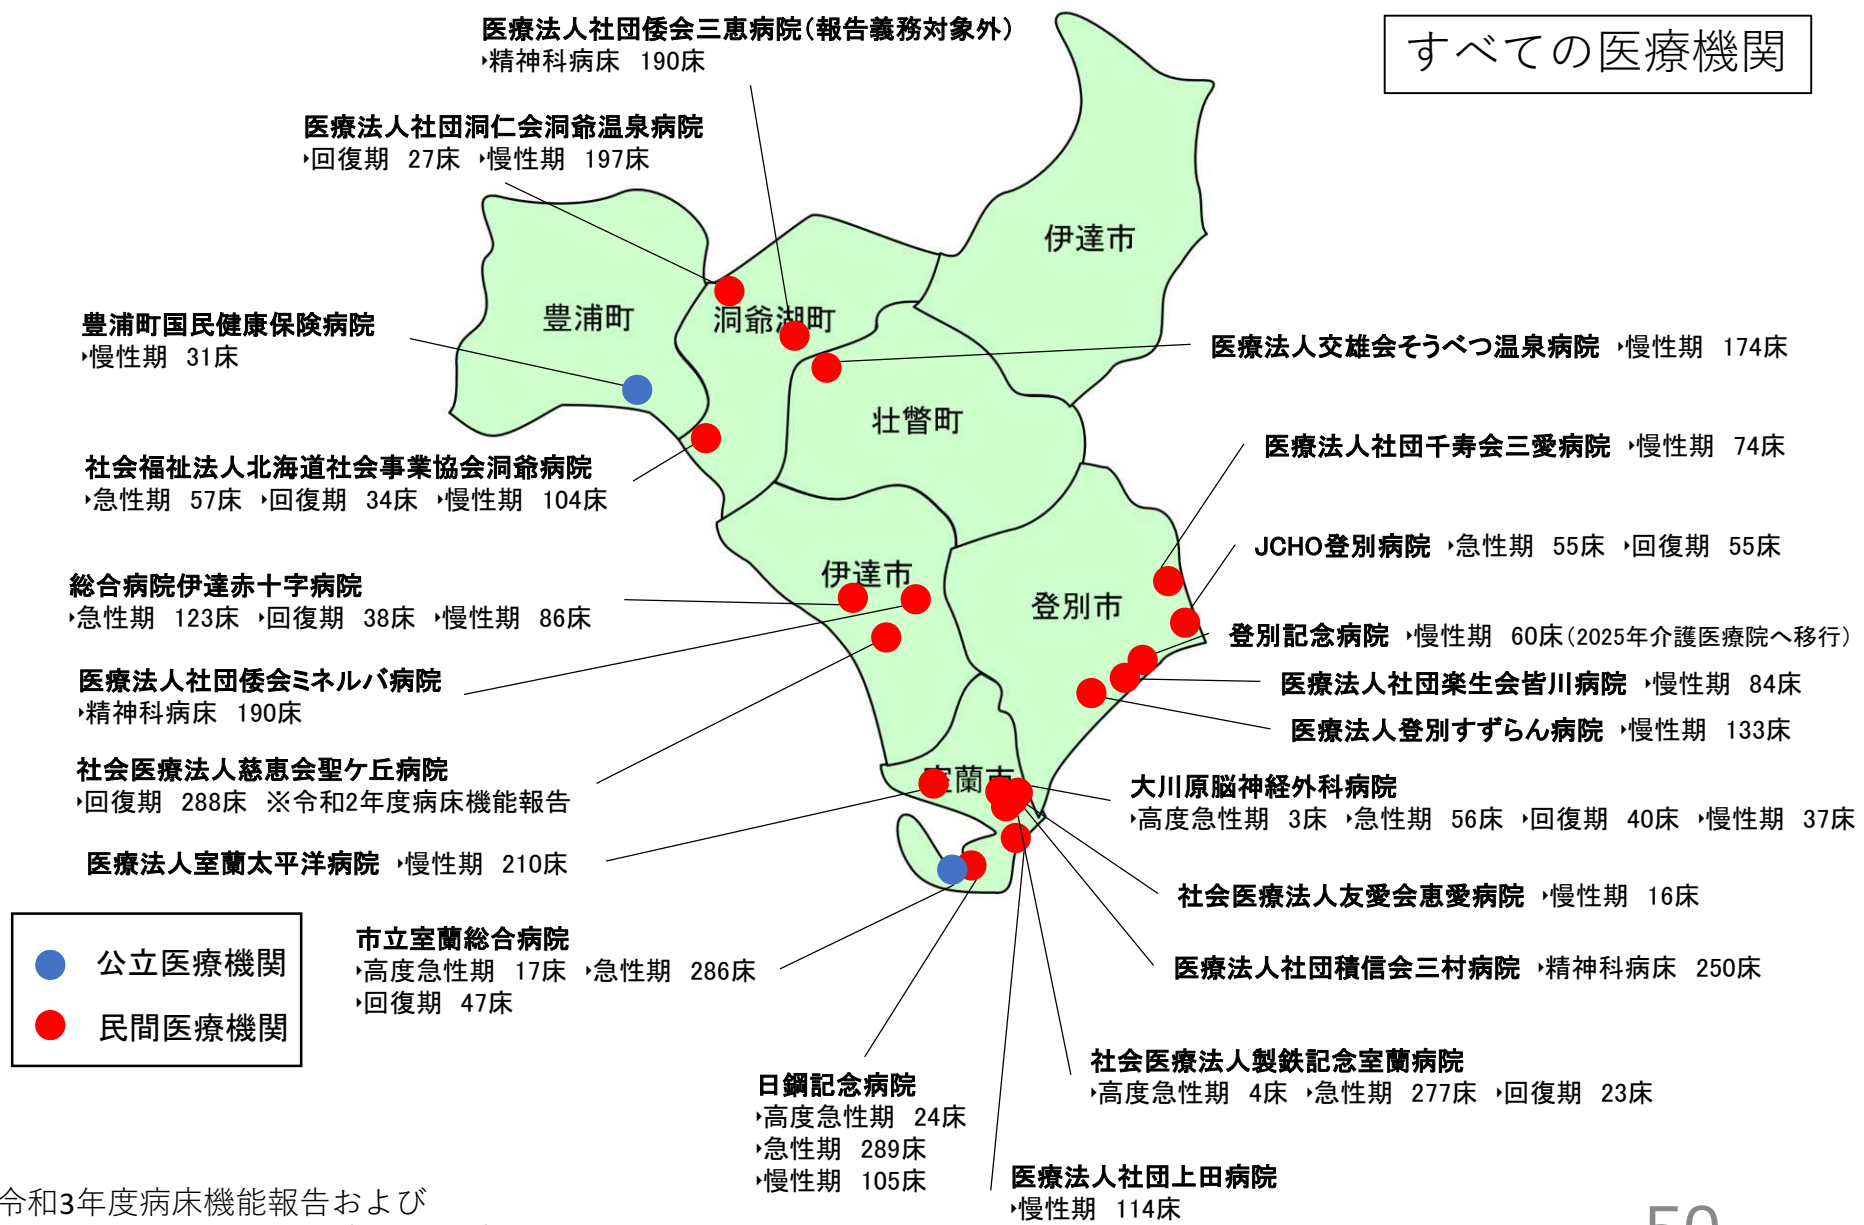 すべての医療機関
医療法人社団倭会三恵病院(報告義務対象外)
▸精神科病床 190床
医療法人社団洞仁会洞爺温泉病院
▸回復期 27床 ▸慢性期 197床
伊達市
豊浦町
洞爺湖町
豊浦町国民健康保険病院
▸慢性期 31床
医療法人交雄会そうべつ温泉病院 ▸慢性期 174床
壮瞥町
医療法人社団千寿会三愛病院 ▸慢性期 74床
社会福祉法人北海道社会事業協会洞爺病院
▸急性期 57床 ▸回復期 34床 ▸慢性期 104床
JCHO登別病院 ▸急性期 55床 ▸回復期 55床
伊達市
登別市
総合病院伊達赤十字病院
▸急性期 123床 ▸回復期 38床 ▸慢性期 86床
登別記念病院 ▸慢性期 60床(2025年介護医療院へ移行)
医療法人社団倭会ミネルバ病院
▸精神科病床 190床
医療法人社団楽生会皆川病院 ▸慢性期 84床
医療法人登別すずらん病院 ▸慢性期 133床
社会医療法人慈恵会聖ケ丘病院
▸回復期 288床 ※令和2年度病床機能報告
室蘭市
大川原脳神経外科病院
▸高度急性期 3床 ▸急性期 56床 ▸回復期 40床 ▸慢性期 37床
医療法人室蘭太平洋病院 ▸慢性期 210床
社会医療法人友愛会恵愛病院 ▸慢性期 16床
公立医療機関
民間医療機関
市立室蘭総合病院
▸高度急性期 17床 ▸急性期 286床
▸回復期 47床
医療法人社団積信会三村病院 ▸精神科病床 250床
社会医療法人製鉄記念室蘭病院
▸高度急性期 4床 ▸急性期 277床 ▸回復期 23床
日鋼記念病院
▸高度急性期 24床
▸急性期 289床
▸慢性期 105床
医療法人社団上田病院
▸慢性期 114床
令和3年度病床機能報告および